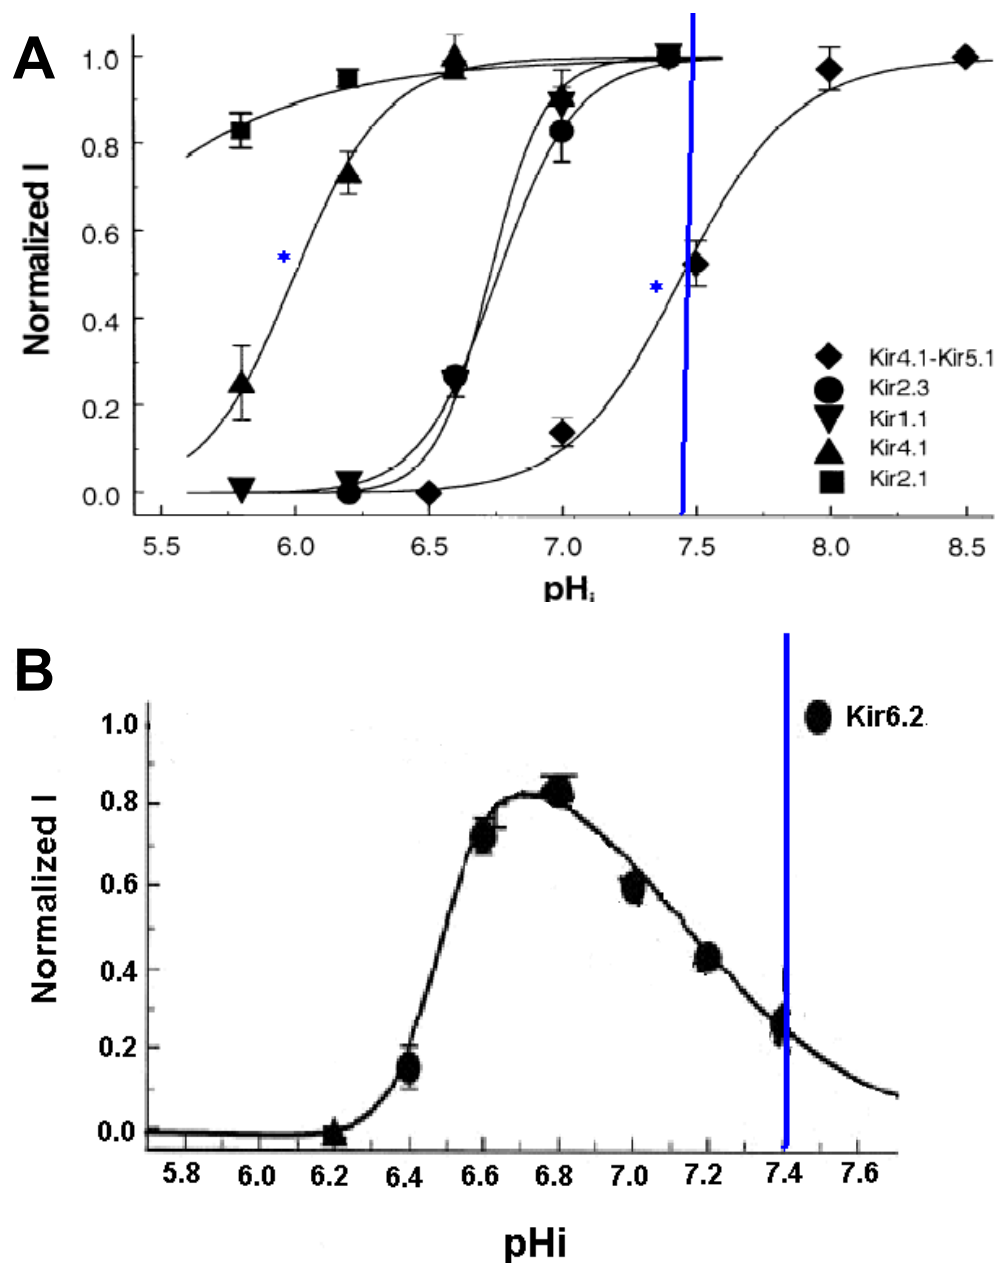 A
Normalized I
1.0
0.8
0.6
0.4
0.2
0.0
*
*
Kir4.1-Kir5.1
Kir2.3
Kir1.1
Kir4.1
Kir2.1
5.5 6.0 6.5 7.0 7.5 8.0 8.5
pHi
B
Kir6.2
Normalized I
1.0
0.8
0.6
0.4
0.2
0.0
5.8 6.0 6.2 6.4 6.6 6.8 7.0 7.2 7.4 7.6
pHi